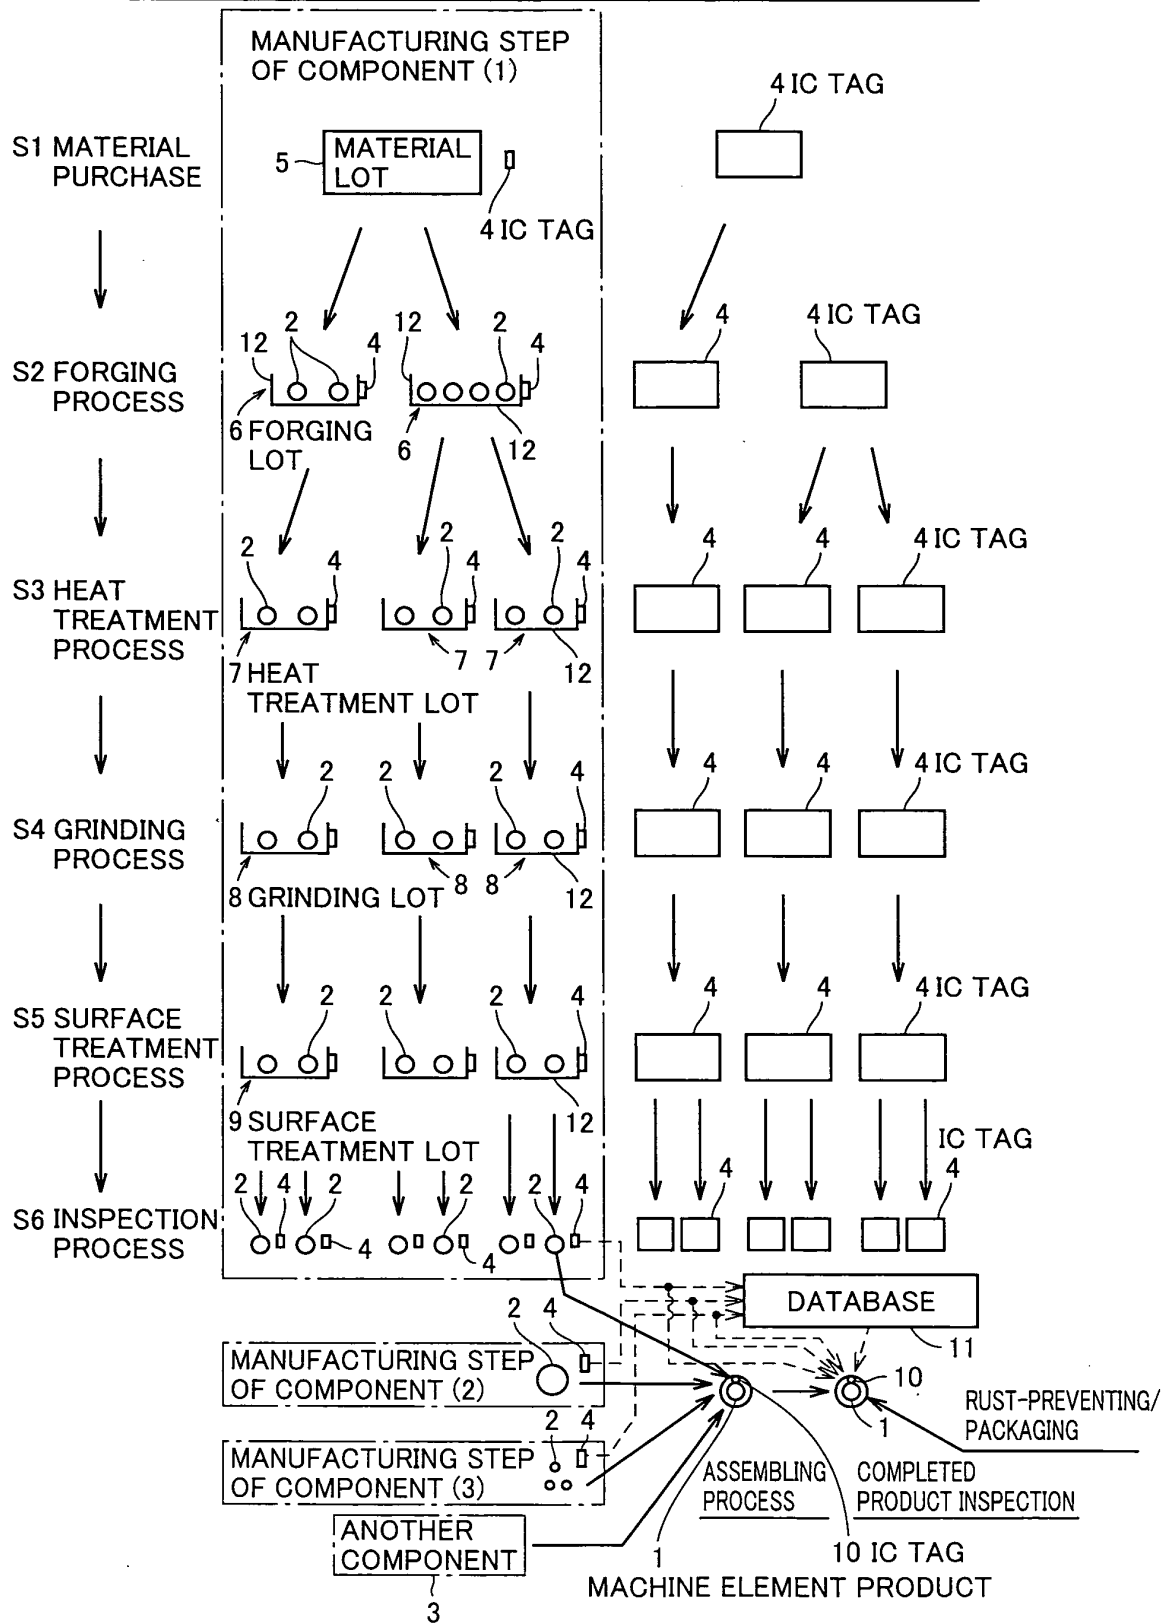 MANUFACTURING STEP
OF COMPONENT (1)
4 IC TAG
S1 MATERIAL
PURCHASE
5
MATERIAL
LOT
4 IC TAG
12 2 4 12 2 4
4 4 IC TAG
S2 FORGING
PROCESS
6 FORGING
LOT
6 12
2 4 2 4 2 4
4 4 4 IC TAG
S3 HEAT
TREATMENT
PROCESS
7 HEAT
TREATMENT LOT
7 7 12
2 2 2 4
4 4 4 IC TAG
S4 GRINDING
PROCESS
8 GRINDING LOT
8 8 12
2 2 2 4
4 4 4 IC TAG
S5 SURFACE
TREATMENT
PROCESS
9 SURFACE
TREATMENT LOT
12
IC TAG
2 4 2 2 2 4
4 4
S6 INSPECTION
PROCESS
4 4
DATABASE
11
2 4
MANUFACTURING STEP
OF COMPONENT (2)
10
1
RUST-PREVENTING/
PACKAGING
2 4
MANUFACTURING STEP
OF COMPONENT (3)
ASSEMBLING
PROCESS
COMPLETED
PRODUCT INSPECTION
ANOTHER
COMPONENT
3
1
10 IC TAG
MACHINE ELEMENT PRODUCT